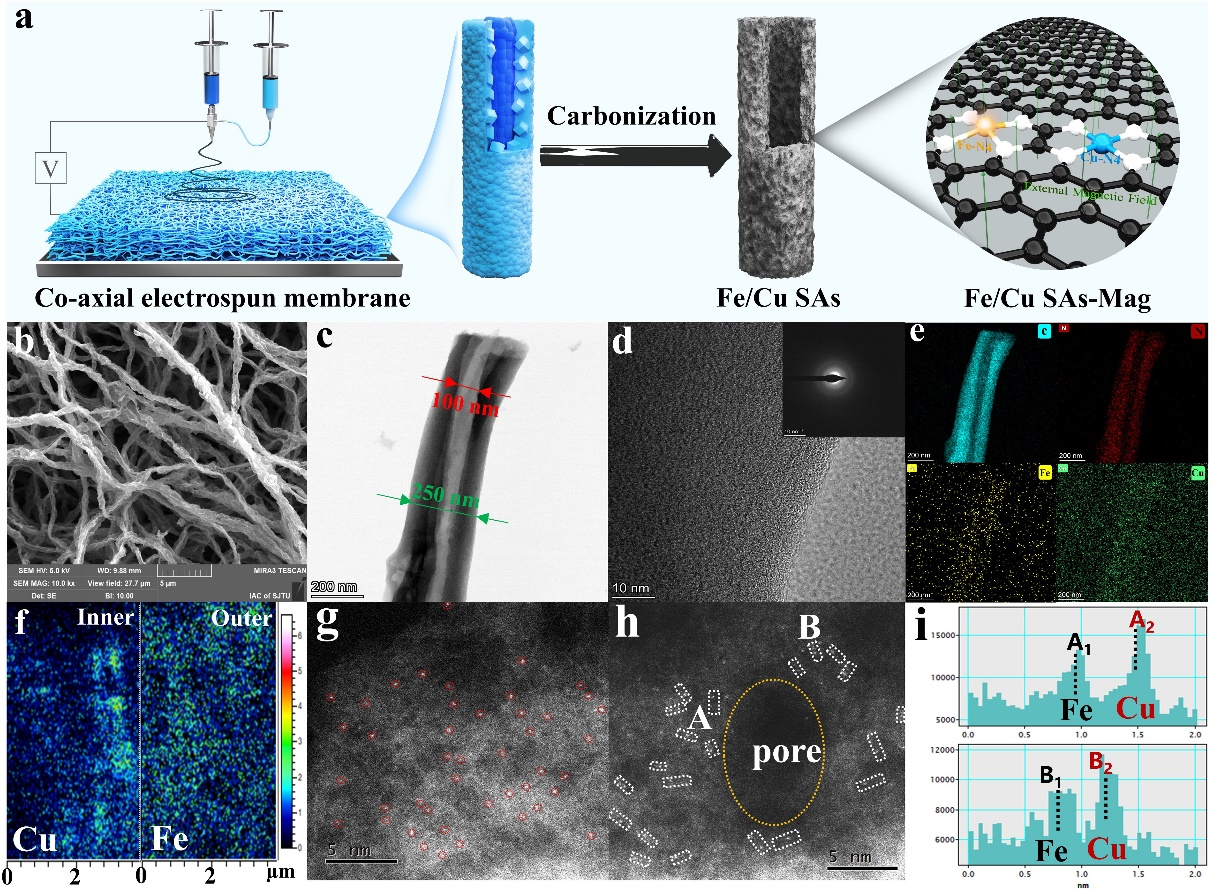 a
V
Carbonization
Fe-N4
Cu-N4
External Magnetic Field
Co-axial electrospun membrane
Fe/Cu SAs
Fe/Cu SAs-Mag
b
SEM HV: 5.0 kV
WD: 9.88 mm
MIRA3 TESCAN
SEM MAG: 10.0 kx
View field: 27.7 μm
5 μm
Det: SE
BI: 10.00
IAC of SJTU
c
100 nm
250 nm
200 nm
d
10 nm
e
C
200 nm
N
N
200 nm
Fe
200 nm
Cu
200 nm
f
Inner
Outer
6
5
4
3
2
1
0
Cu
Fe
0 2 0 2 μm
g
5 nm
h
B
A
pore
5 nm
i
15000
10000
5000
A1
A2
Fe
Cu
0.0 0.5 1.0 1.5 2.0
12000
10000
8000
6000
B1
B2
Fe
Cu
0.0 0.5 1.0 1.5 2.0
nm